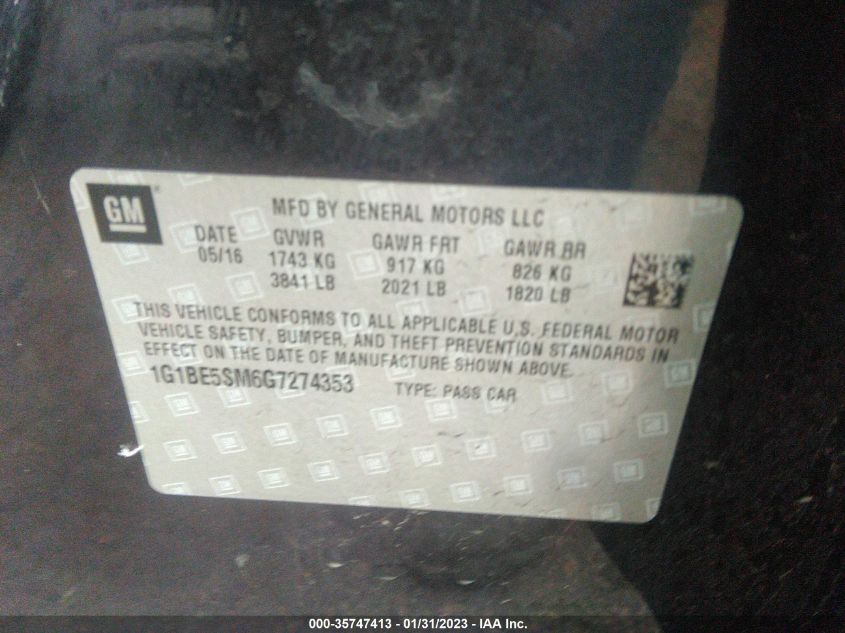 GM
MFD BY GENERAL MOTORS LLC
DATE GVWR GAWR FRT GAWR RR
05/16 1743 KG 917 KG 826 KG
3841 LB 2021 LB 1820 LB
THIS VEHICLE CONFORMS TO ALL APPLICABLE U.S. FEDERAL MOTOR
VEHICLE SAFETY, BUMPER, AND THEFT PREVENTION STANDARDS IN
EFFECT ON THE DATE OF MANUFACTURE SHOWN ABOVE.
1G1BE5SM6G7274353 TYPE: PASS CAR
000-35747413 - 01/31/2023 - IAA Inc.